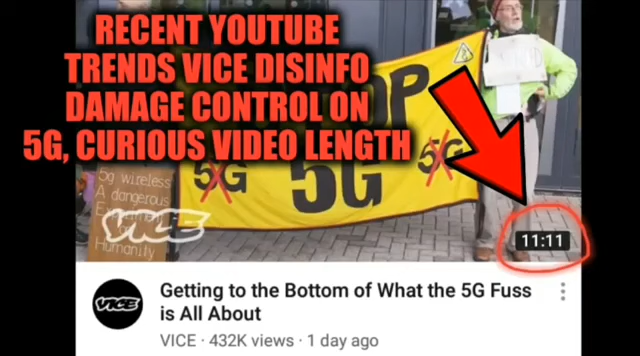 RECENT YOUTUBE
TRENDS VICE DISINFO
DAMAGE CONTROL ON
5G, CURIOUS VIDEO LENGTH
OP
5G
5G
5G
5g wireless
A dangerous
VICE
Humanity
11:11
VICE
Getting to the Bottom of What the 5G Fuss
is All About
VICE · 432K views · 1 day ago